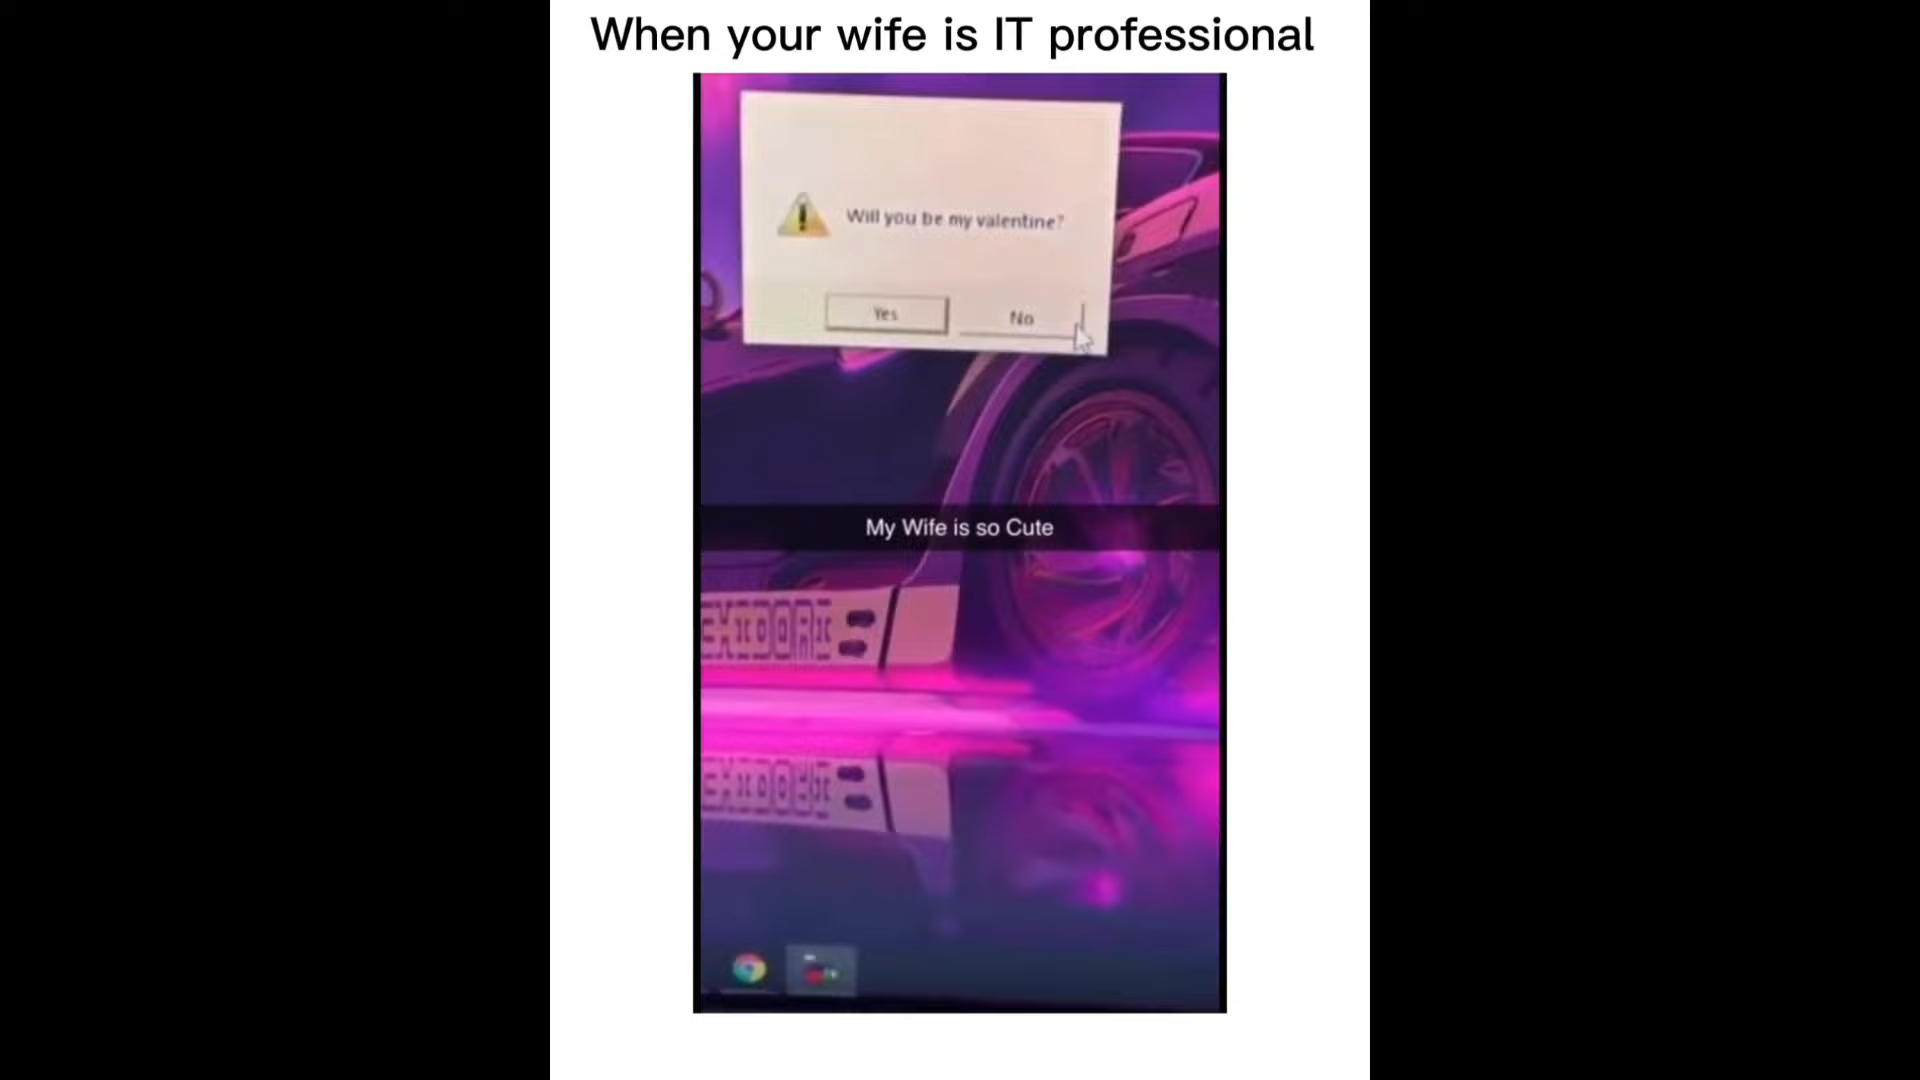 When your wife is IT professional
Will you be my valentine?
Yes
No
My Wife is so Cute